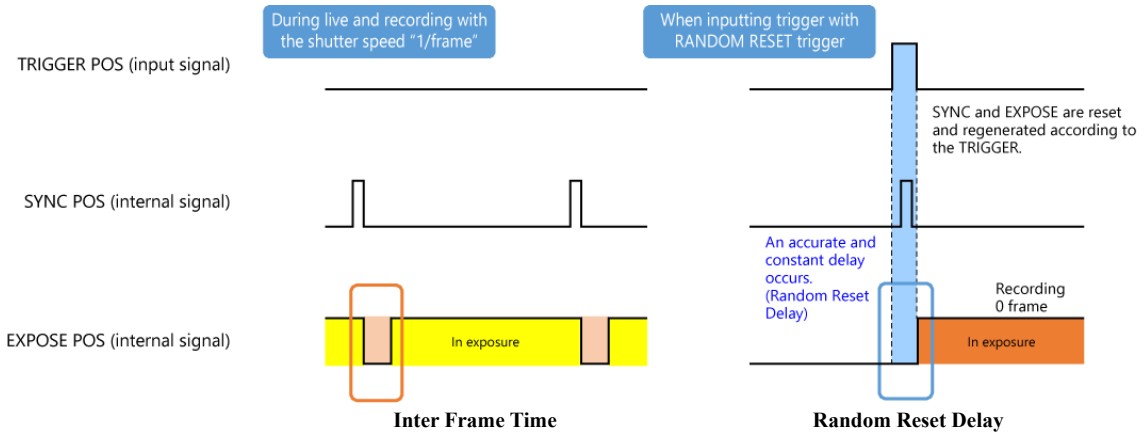 During live and recording with
the shutter speed “1/frame”
When inputting trigger with
RANDOM RESET trigger
TRIGGER POS (input signal)
SYNC and EXPOSE are reset
and regenerated according to
the TRIGGER.
SYNC POS (internal signal)
An accurate and
constant delay
occurs.
(Random Reset
Delay)
Recording
0 frame
EXPOSE POS (internal signal)
In exposure
In exposure
Inter Frame Time
Random Reset Delay